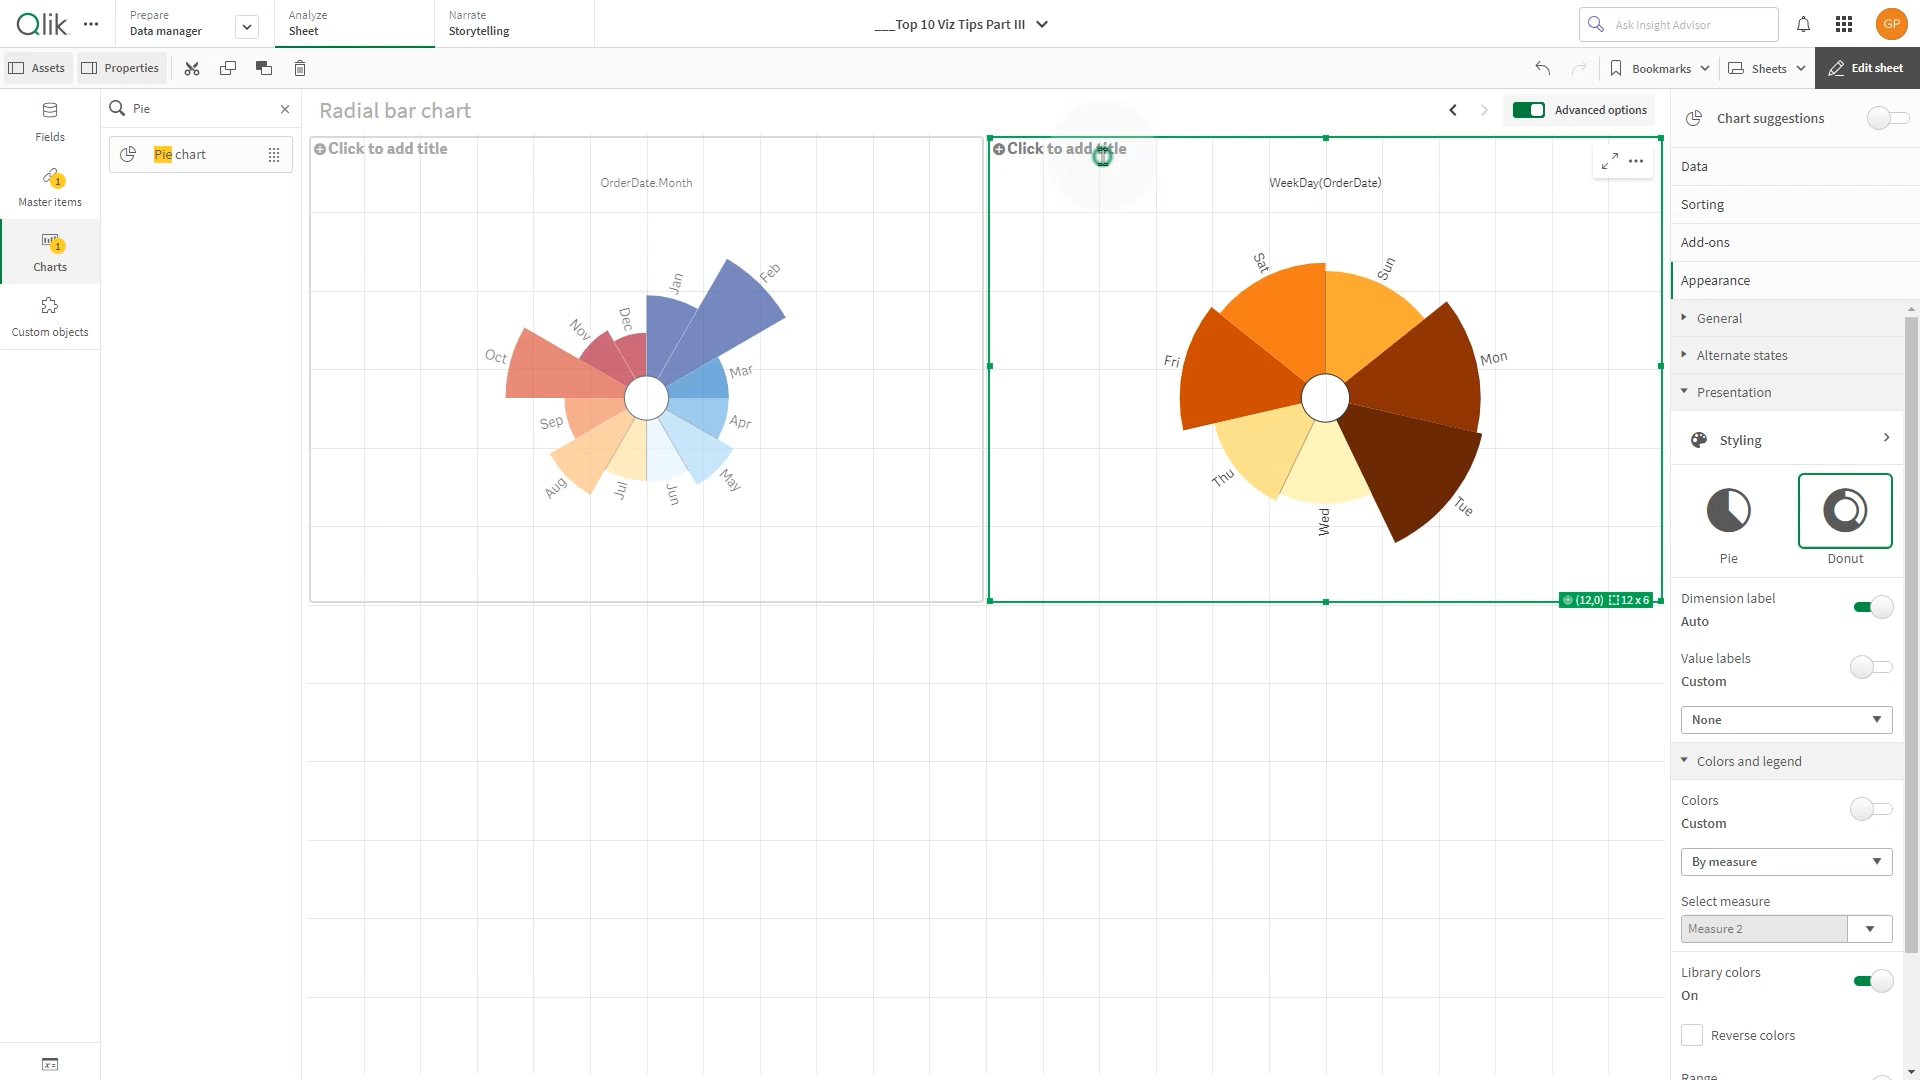 Qlik
Prepare
Data manager
Analyze
Sheet
Narrate
Storytelling
___Top 10 Viz Tips Part III
Ask Insight Advisor
GP
Assets
Properties
Bookmarks
Sheets
Edit sheet
Fields
1
Master items
1
Charts
Custom objects
Pie
Pie chart
Radial bar chart
Advanced options
Click to add title
OrderDate.Month
Jan
Feb
Mar
Apr
May
Jun
Jul
Aug
Sep
Oct
Nov
Dec
Click to add title
WeekDay(OrderDate)
Sun
Mon
Tue
Wed
Thu
Fri
Sat
(12,0) 12 x 6
Chart suggestions
Data
Sorting
Add-ons
Appearance
General
Alternate states
Presentation
Styling
Pie
Donut
Dimension label
Auto
Value labels
Custom
None
Colors and legend
Colors
Custom
By measure
Select measure
Measure 2
Library colors
On
Reverse colors
Range